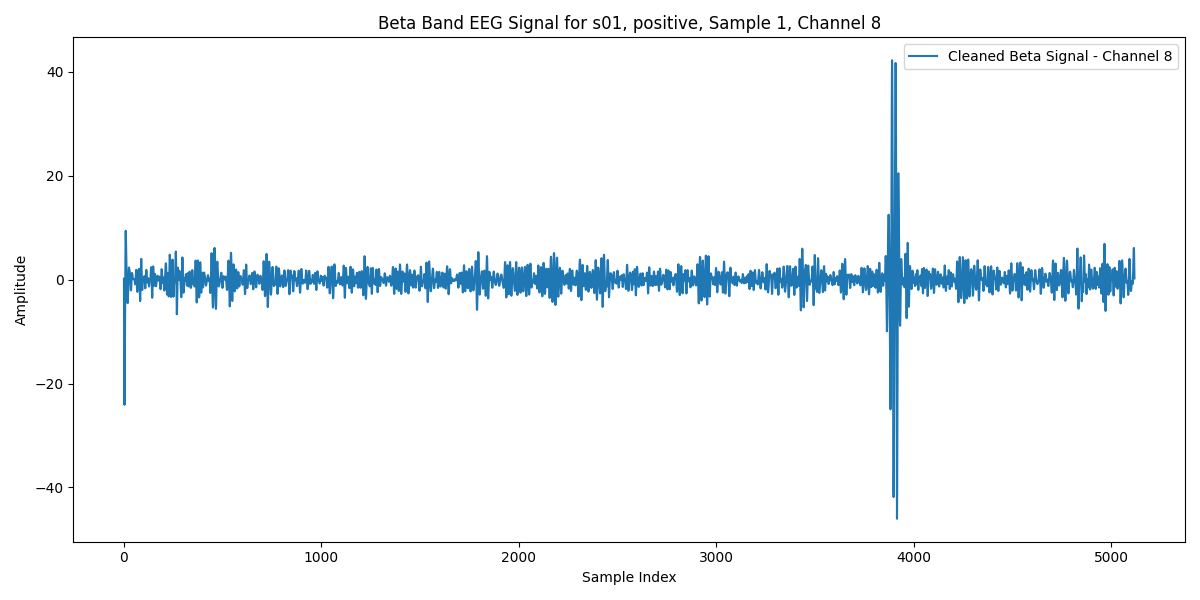 Beta Band EEG Signal for s01, positive, Sample 1, Channel 8
Cleaned Beta Signal - Channel 8
Amplitude
40
20
0
−20
−40
0 1000 2000 3000 4000 5000
Sample Index